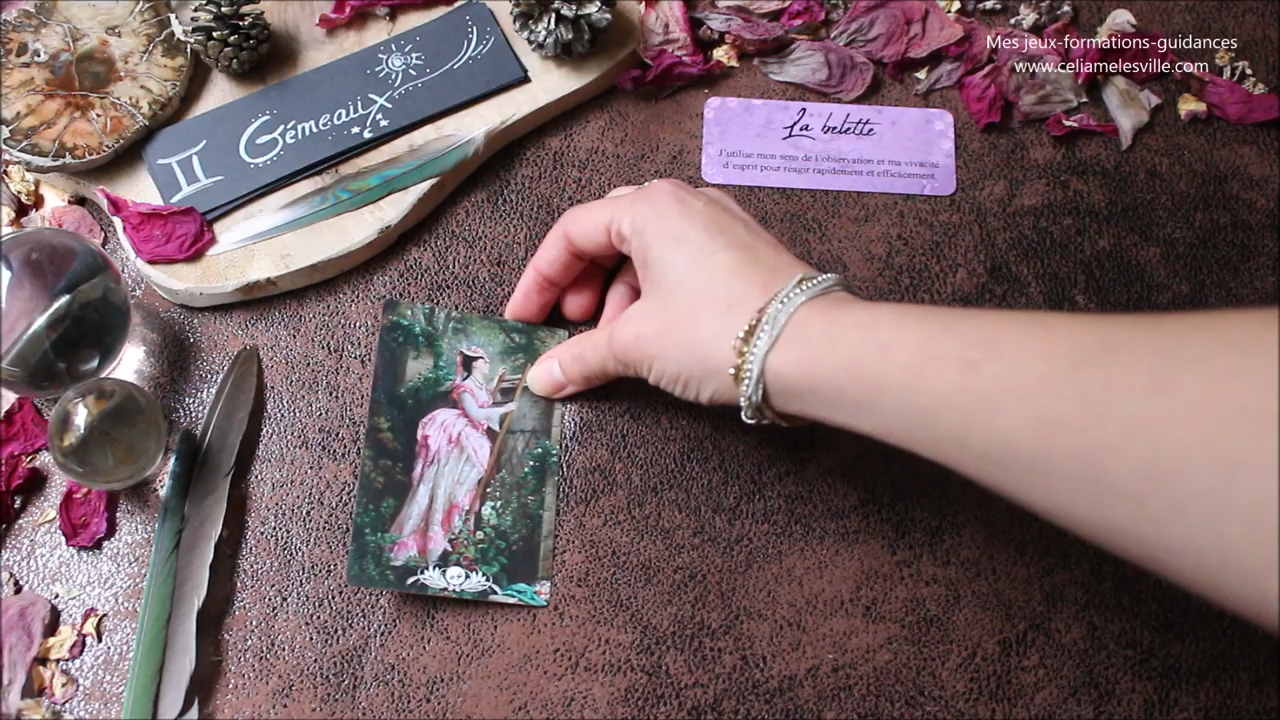 Mes jeux-formations-guidances
www.celiamelesville.com
Gémeaux
La belette
J'utilise mon sens de l'observation et ma vivacité
d'esprit pour réagir rapidement et efficacement.